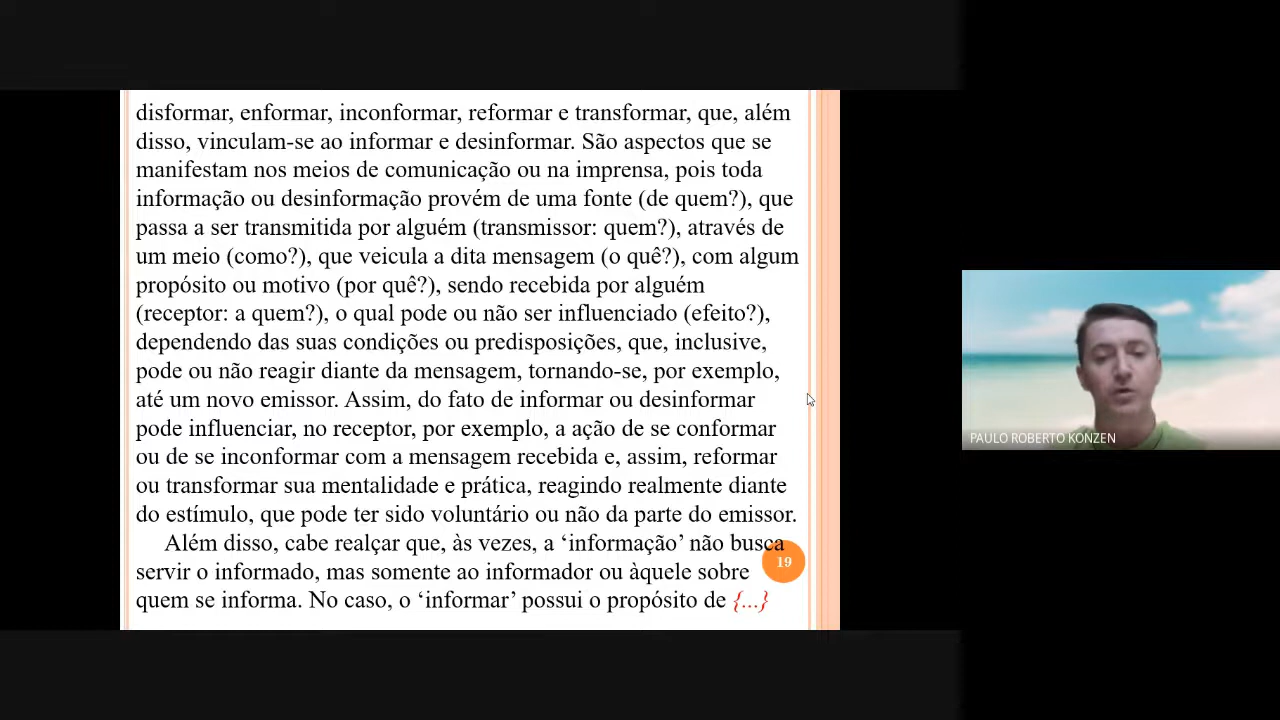 disformar, enformar, inconformar, reformar e transformar, que, além
disso, vinculam-se ao informar e desinformar. São aspectos que se
manifestam nos meios de comunicação ou na imprensa, pois toda
informação ou desinformação provém de uma fonte (de quem?), que
passa a ser transmitida por alguém (transmissor: quem?), através de
um meio (como?), que veicula a dita mensagem (o quê?), com algum
propósito ou motivo (por quê?), sendo recebida por alguém
(receptor: a quem?), o qual pode ou não ser influenciado (efeito?),
dependendo das suas condições ou predisposições, que, inclusive,
pode ou não reagir diante da mensagem, tornando-se, por exemplo,
até um novo emissor. Assim, do fato de informar ou desinformar
pode influenciar, no receptor, por exemplo, a ação de se conformar
ou de se inconformar com a mensagem recebida e, assim, reformar
ou transformar sua mentalidade e prática, reagindo realmente diante
do estímulo, que pode ter sido voluntário ou não da parte do emissor.
Além disso, cabe realçar que, às vezes, a ‘informação’ não busca
servir o informado, mas somente ao informador ou àquele sobre
quem se informa. No caso, o ‘informar’ possui o propósito de {...}
19
PAULO ROBERTO KONZEN